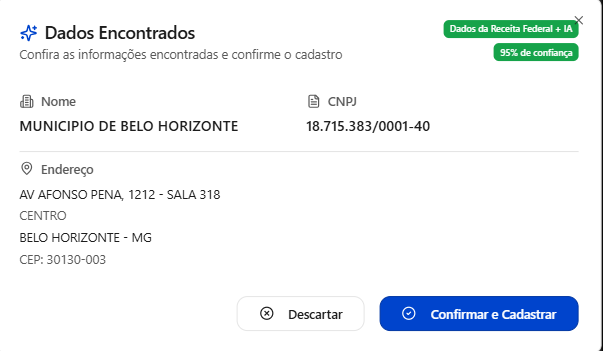 Dados Encontrados
Dados da Receita Federal + IA
Confira as informações encontradas e confirme o cadastro
95% de confiança
Nome
CNPJ
MUNICIPIO DE BELO HORIZONTE
18.715.383/0001-40
Endereço
AV AFONSO PENA, 1212 - SALA 318
CENTRO
BELO HORIZONTE - MG
CEP: 30130-003
Descartar
Confirmar e Cadastrar